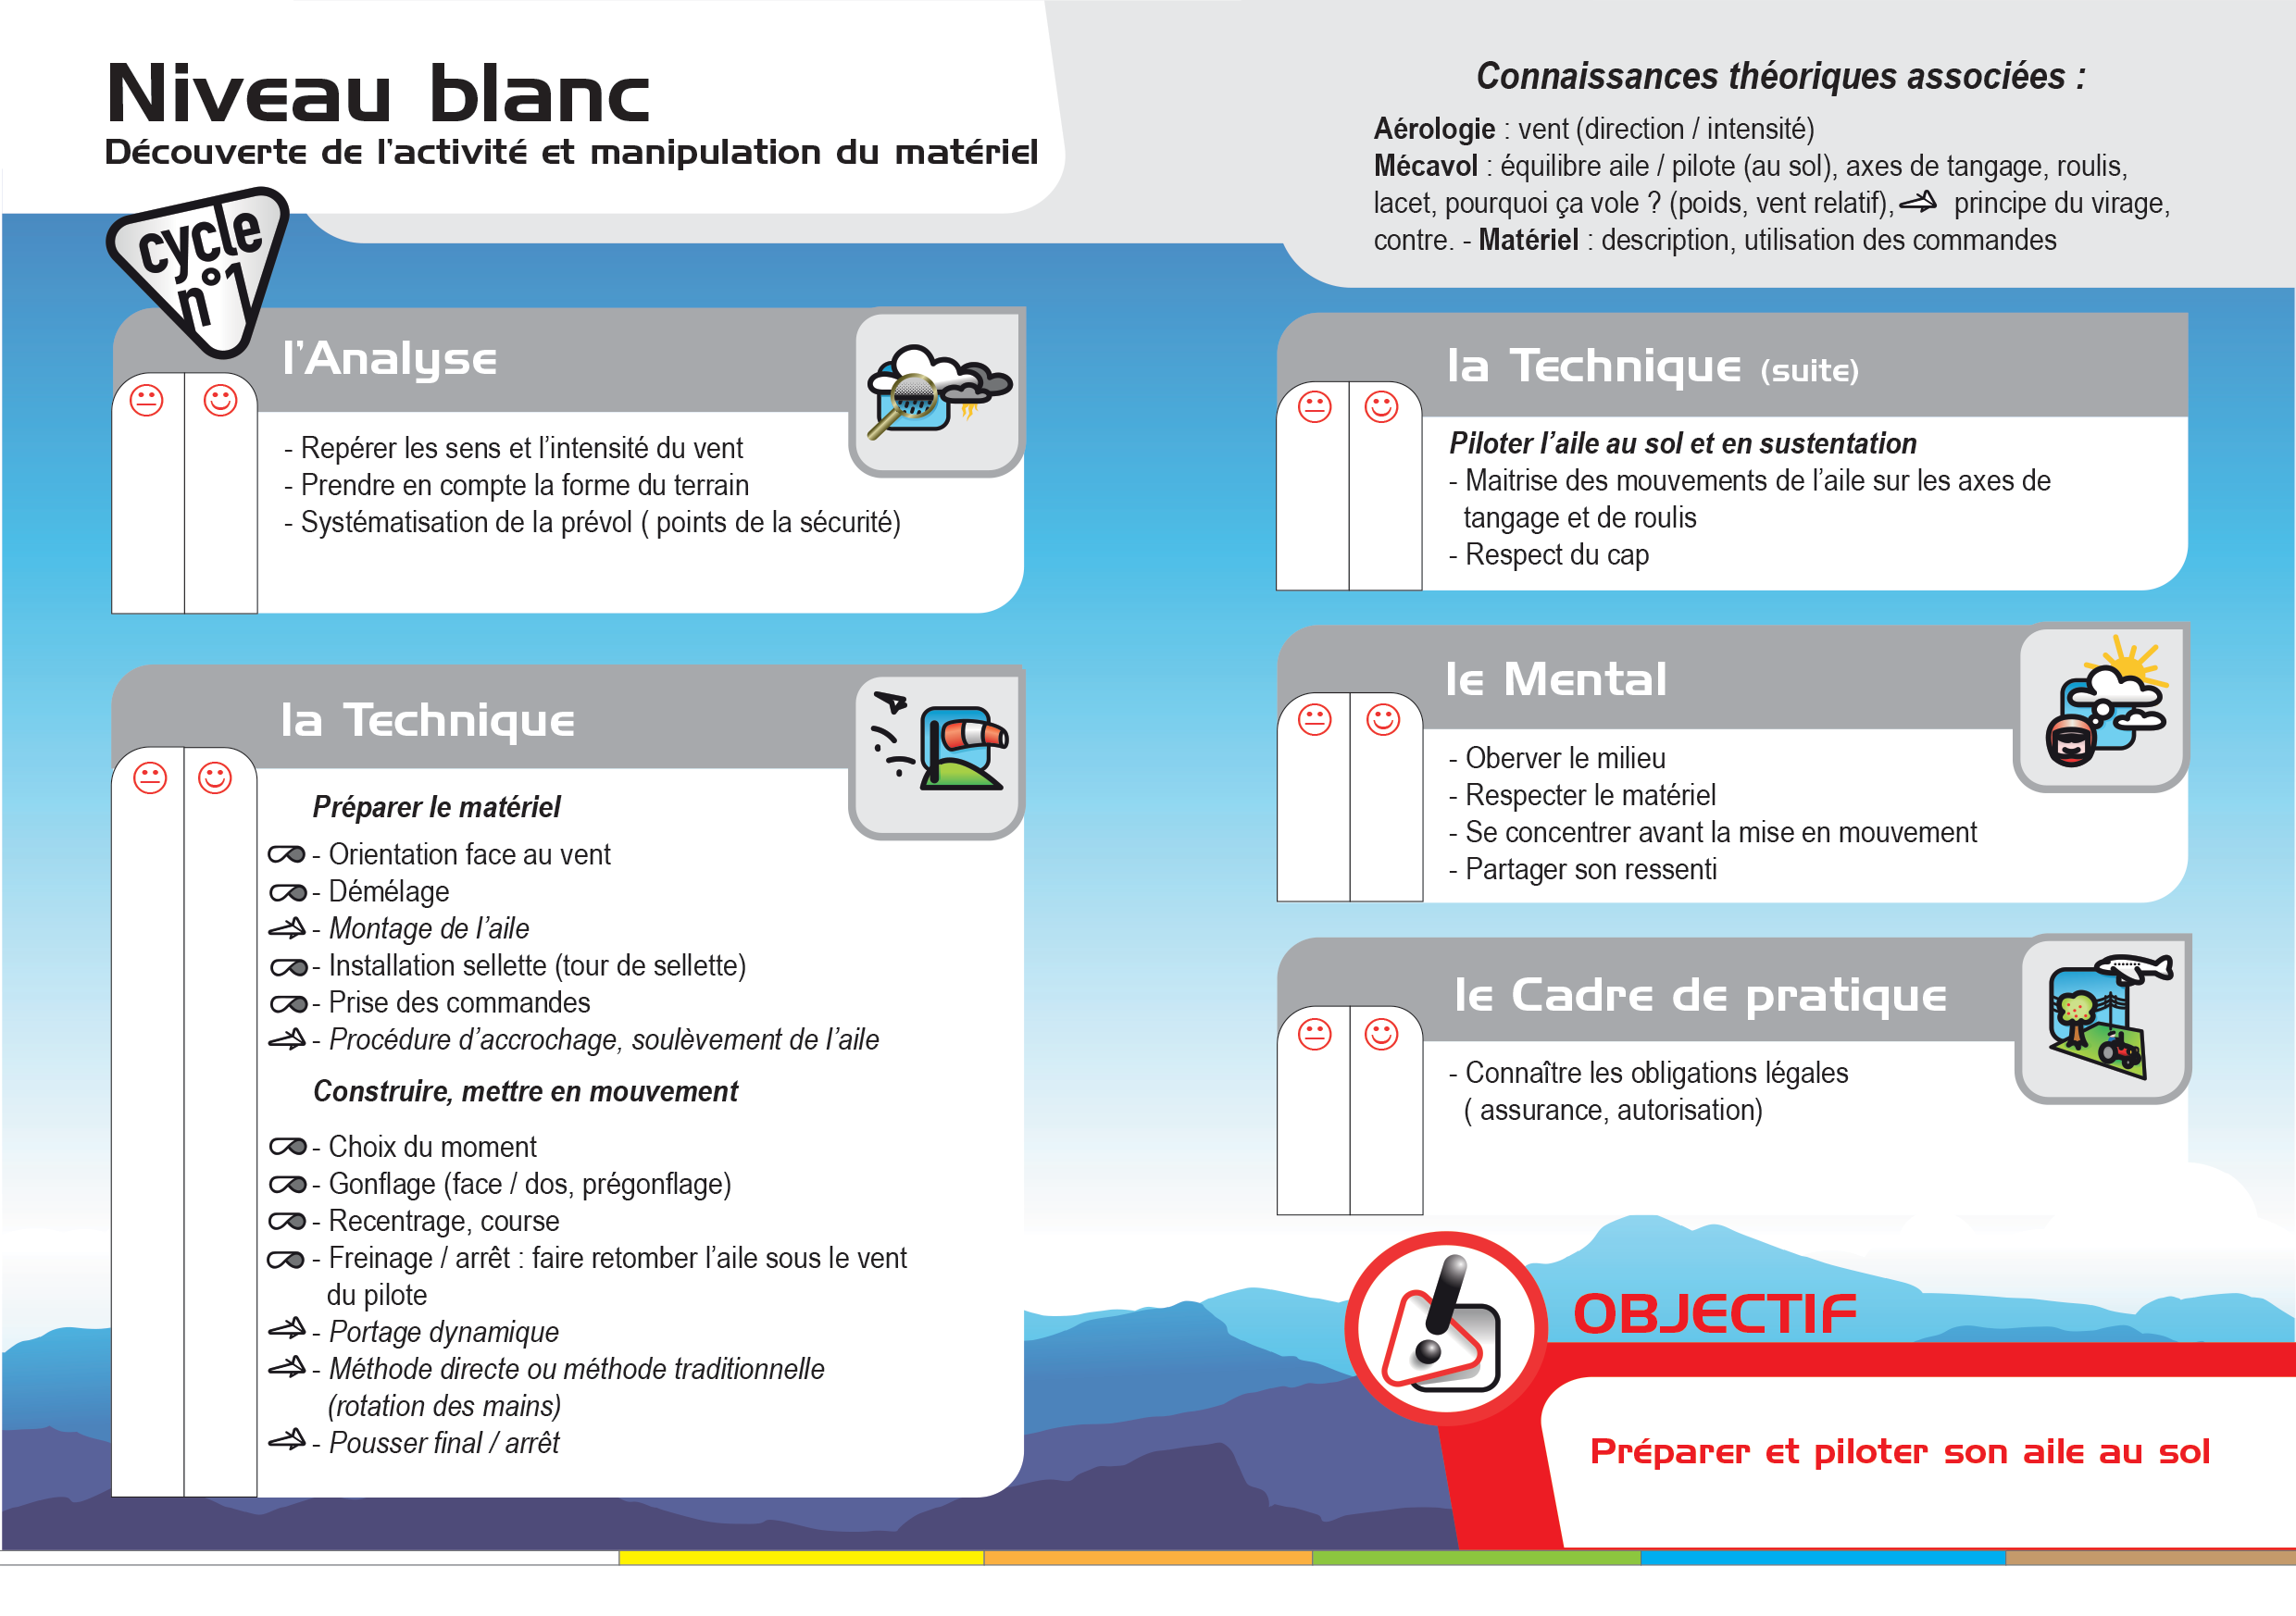 Niveau blanc
Découverte de l'activité et manipulation du matériel
cycle
n°1
Connaissances théoriques associées :
Aérologie : vent (direction / intensité)
Mécavol : équilibre aile / pilote (au sol), axes de tangage, roulis,
lacet, pourquoi ça vole ? (poids, vent relatif), principe du virage,
contre. - Matériel : description, utilisation des commandes
l'Analyse
- Repérer les sens et l'intensité du vent
- Prendre en compte la forme du terrain
- Systématisation de la prévol ( points de la sécurité)
la Technique
Préparer le matériel
- Orientation face au vent
- Démélage
- Montage de l'aile
- Installation sellette (tour de sellette)
- Prise des commandes
- Procédure d'accrochage, soulèvement de l'aile
Construire, mettre en mouvement
- Choix du moment
- Gonflage (face / dos, prégonflage)
- Recentrage, course
- Freinage / arrêt : faire retomber l'aile sous le vent
du pilote
- Portage dynamique
- Méthode directe ou méthode traditionnelle
(rotation des mains)
- Pousser final / arrêt
la Technique (suite)
Piloter l'aile au sol et en sustentation
- Maitrise des mouvements de l'aile sur les axes de
tangage et de roulis
- Respect du cap
le Mental
- Oberver le milieu
- Respecter le matériel
- Se concentrer avant la mise en mouvement
- Partager son ressenti
le Cadre de pratique
- Connaître les obligations légales
( assurance, autorisation)
OBJECTIF
Préparer et piloter son aile au sol